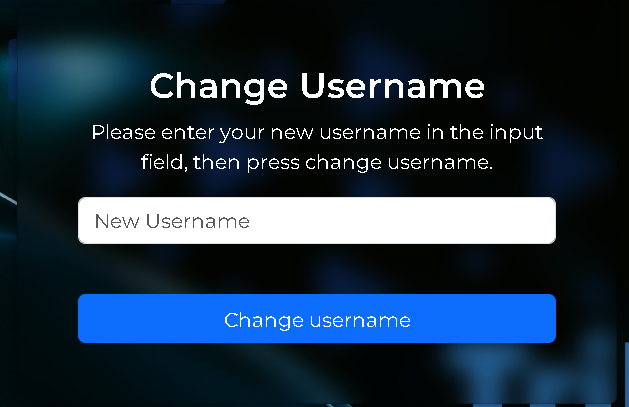 Change Username
Please enter your new username in the input
field, then press change username.
New Username
Change username